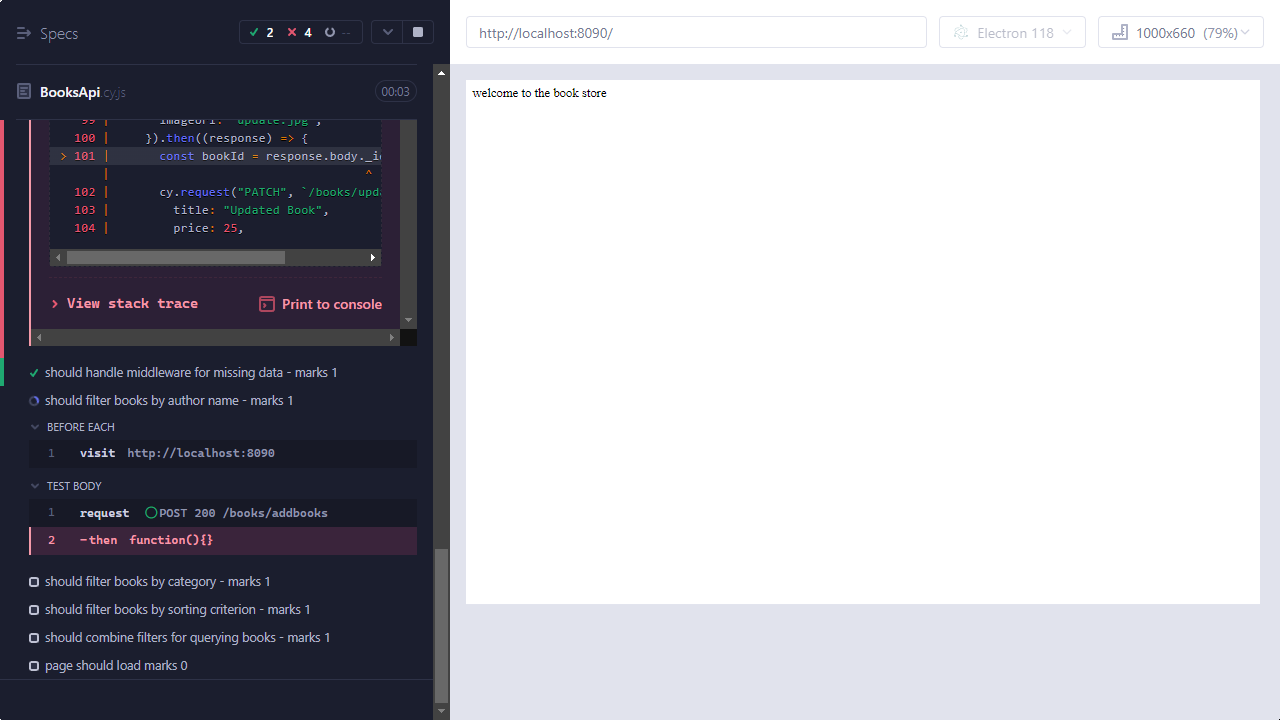 Specs
2
4
--
http://localhost:8090/
Electron 118
1000x660 (79%)
BooksApi.cy.js
00:03
99 | imageUrl: "update.jpg",
100 | }).then((response) => {
> 101 | const bookId = response.body._i
| ^
102 | cy.request("PATCH", `/books/upd
103 | title: "Updated Book",
104 | price: 25,
View stack trace
Print to console
should handle middleware for missing data - marks 1
should filter books by author name - marks 1
BEFORE EACH
1 visit http://localhost:8090
TEST BODY
1 request POST 200 /books/addbooks
2 -then function(){}
should filter books by category - marks 1
should filter books by sorting criterion - marks 1
should combine filters for querying books - marks 1
page should load marks 0
welcome to the book store